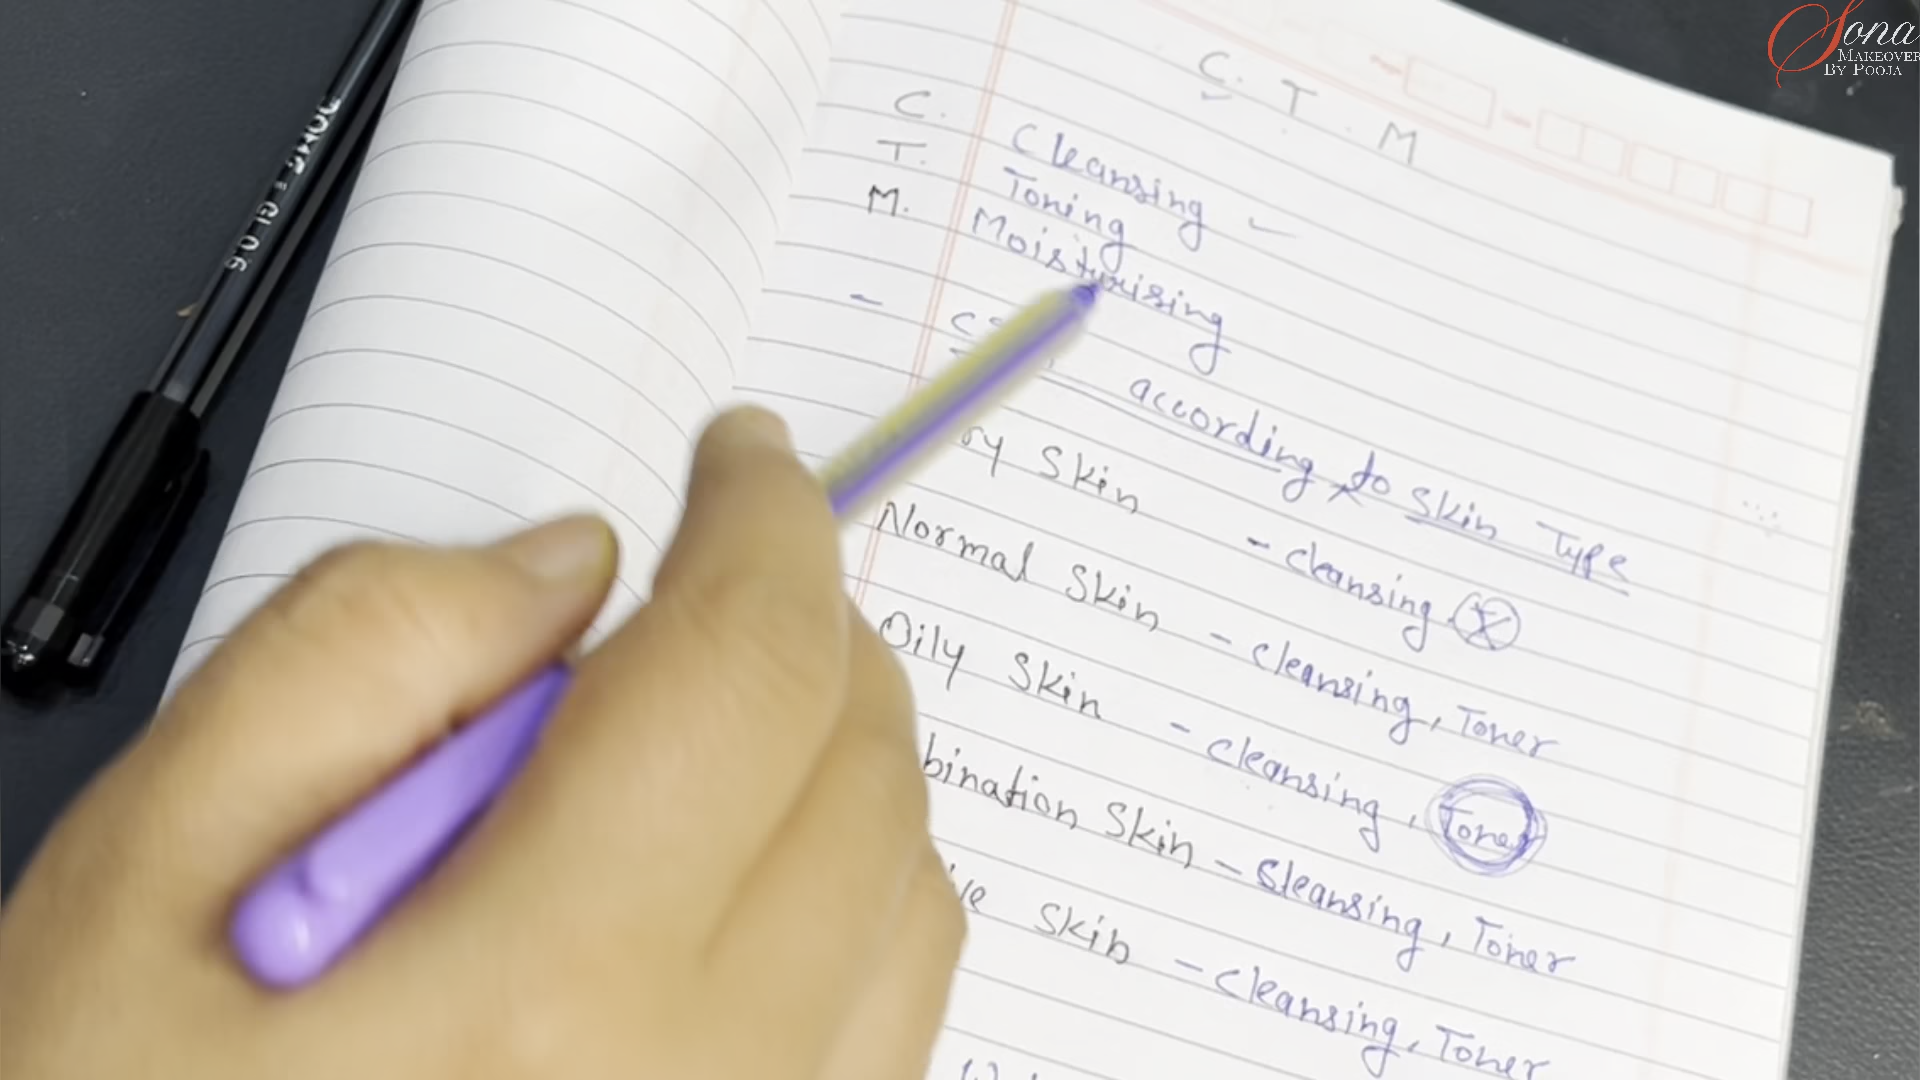 Sona
MAKEOVER
BY POOJA
C. T. M
C. Cleansing
T. Toning
M. Moisturising
- according to Skin Type
Skin - cleansing
Normal Skin - cleansing, Toner
Oily Skin - cleansing, Toner
Skin - Sleansing, Toner
Skin - cleansing, Toner